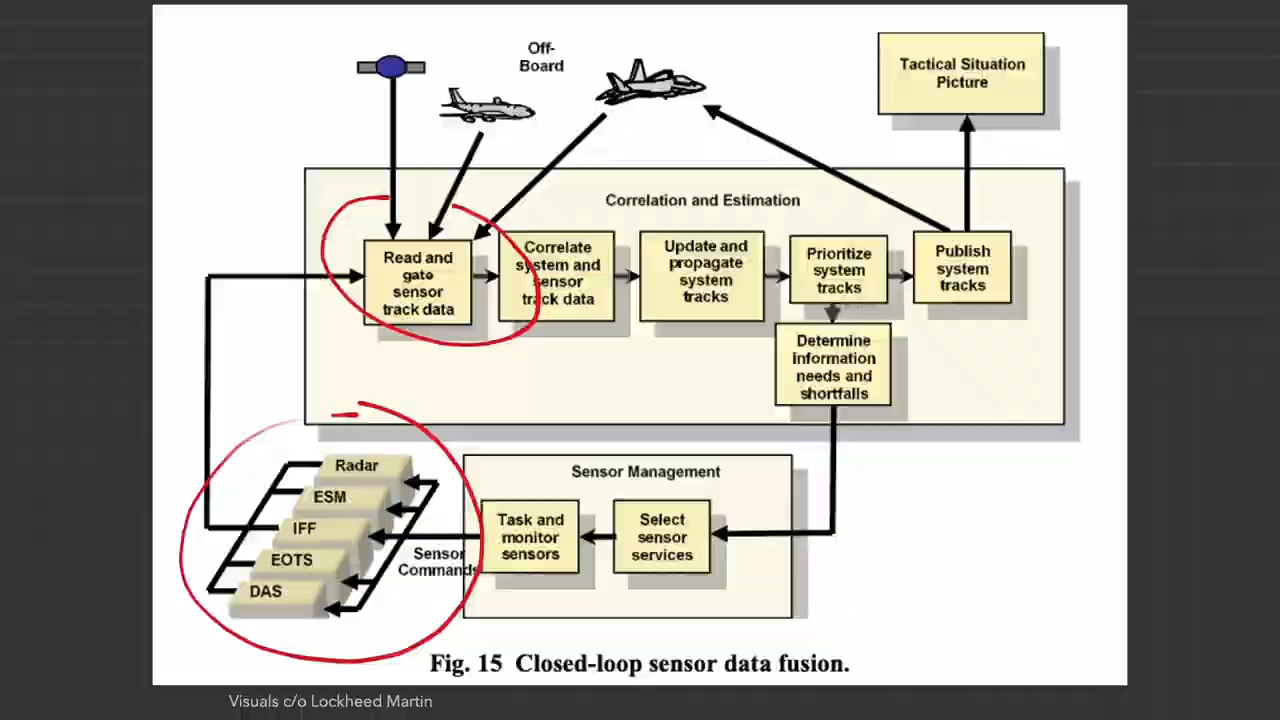 Off-
Board
Tactical Situation
Picture
Correlation and Estimation
Read and
gate
sensor
track data
Correlate
system and
sensor
track data
Update and
propagate
system
tracks
Prioritize
system
tracks
Publish
system
tracks
Determine
information
needs and
shortfalls
Radar
ESM
IFF
EOTS
DAS
Sensor
Commands
Sensor Management
Task and
monitor
sensors
Select
sensor
services
Fig. 15 Closed-loop sensor data fusion.
Visuals c/o Lockheed Martin